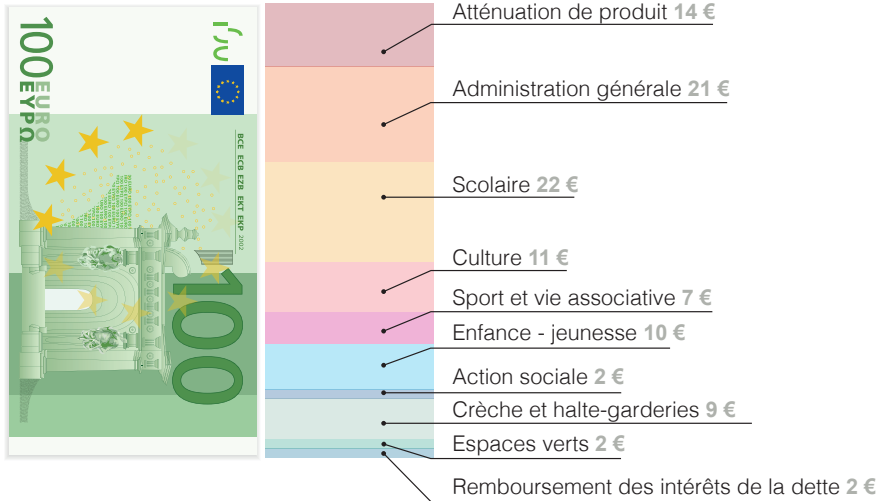 Atténuation de produit 14 €
Administration générale 21 €
Scolaire 22 €
Culture 11 €
Sport et vie associative 7 €
Enfance - jeunesse 10 €
Action sociale 2 €
Crèche et halte-garderies 9 €
Espaces verts 2 €
Remboursement des intérêts de la dette 2 €
100 EURO
ΕΥΡΩ
BCE ECB EZB EKT EKP 2002
100